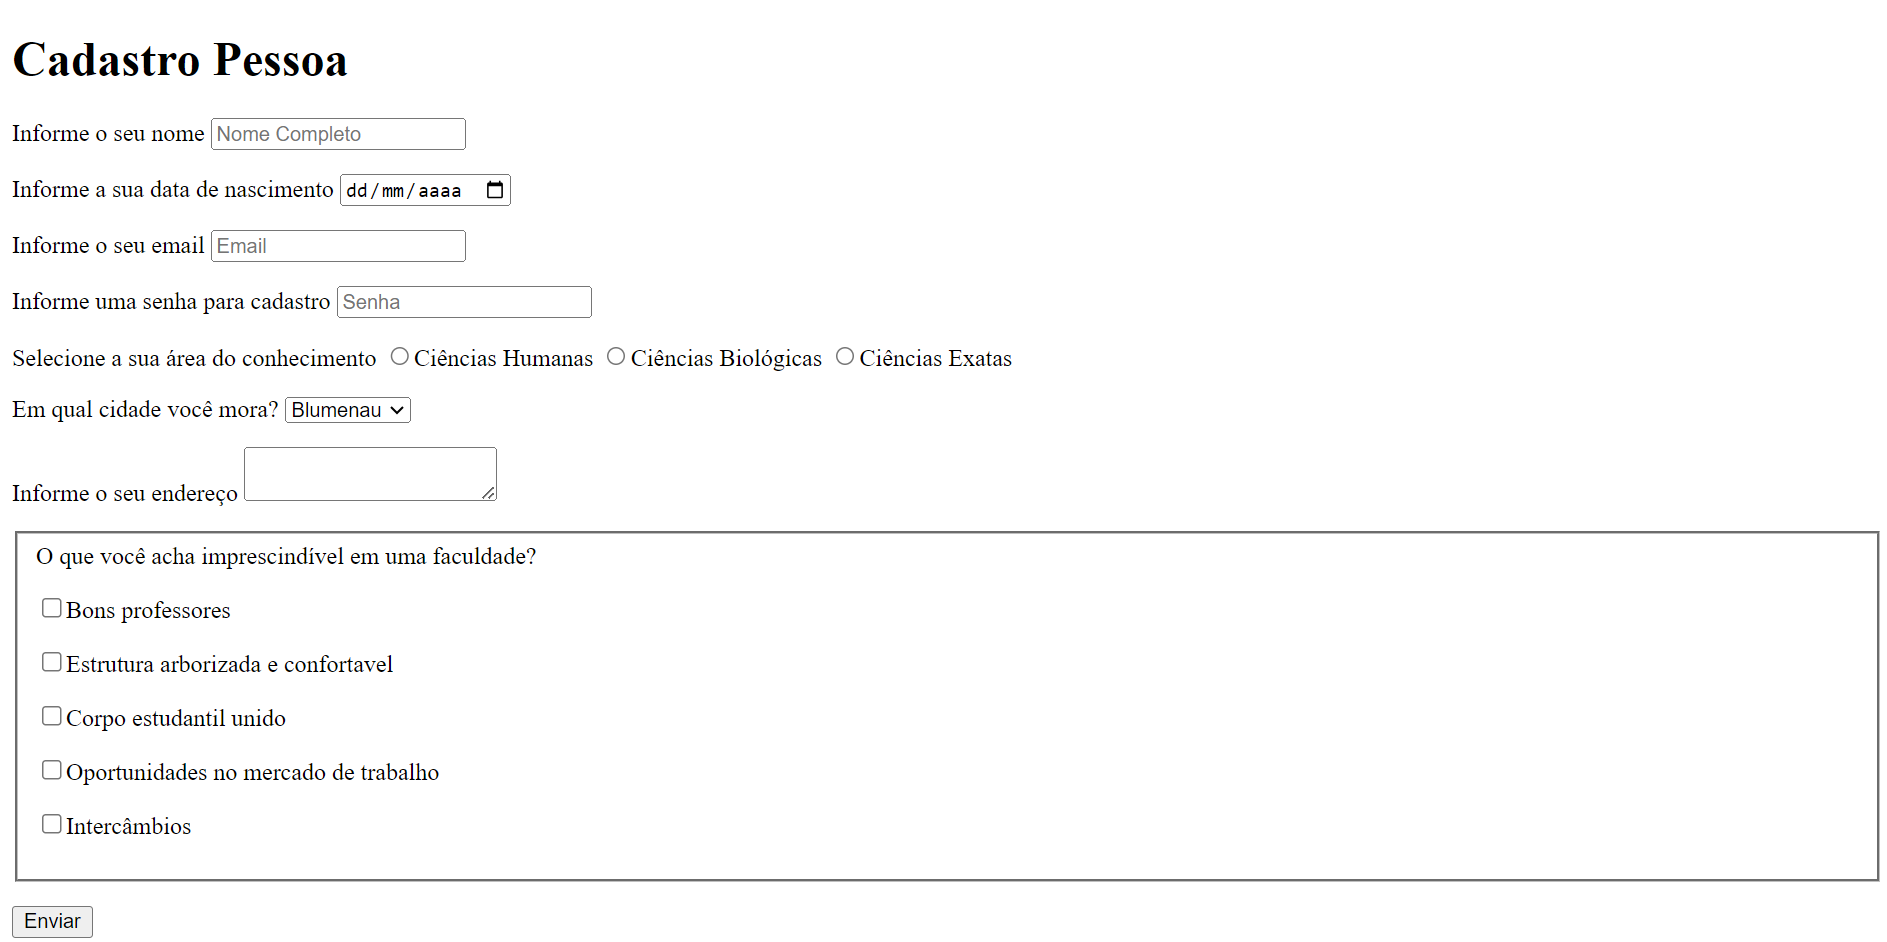 Cadastro Pessoa
Informe o seu nome Nome Completo
Informe a sua data de nascimento dd/mm/aaaa
Informe o seu email Email
Informe uma senha para cadastro Senha
Selecione a sua área do conhecimento Ciências Humanas Ciências Biológicas Ciências Exatas
Em qual cidade você mora? Blumenau
Informe o seu endereço
O que você acha imprescindível em uma faculdade?
Bons professores
Estrutura arborizada e confortavel
Corpo estudantil unido
Oportunidades no mercado de trabalho
Intercâmbios
Enviar